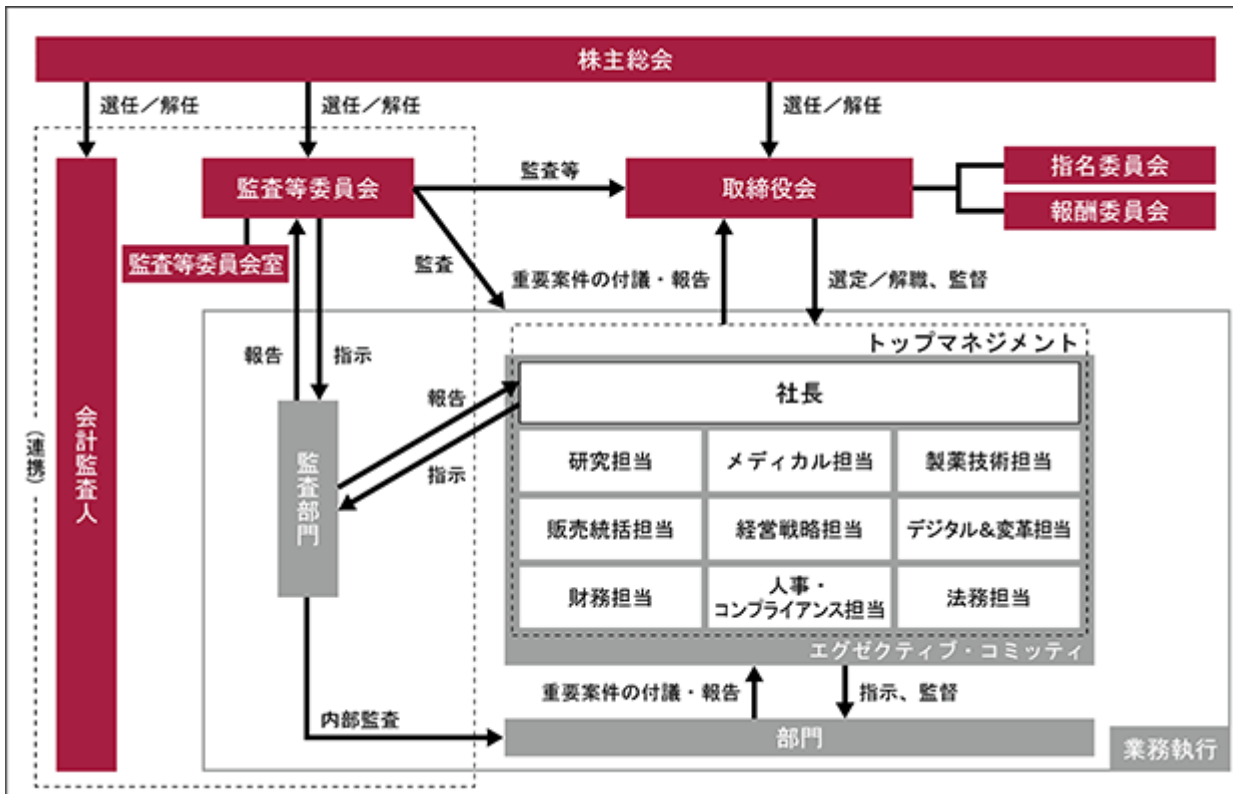 株主総会
選任／解任
選任／解任
選任／解任
監査等委員会
監査等
取締役会
指名委員会
報酬委員会
監査等委員会室
監査
重要案件の付議・報告
選定／解職、監督
報告
指示
トップマネジメント
社長
報告
指示
(連携)
会計監査人
監査部門
研究担当
メディカル担当
製薬技術担当
販売統括担当
経営戦略担当
デジタル&変革担当
財務担当
人事・
コンプライアンス担当
法務担当
エグゼクティブ・コミッティ
重要案件の付議・報告
指示、監督
内部監査
部門
業務執行